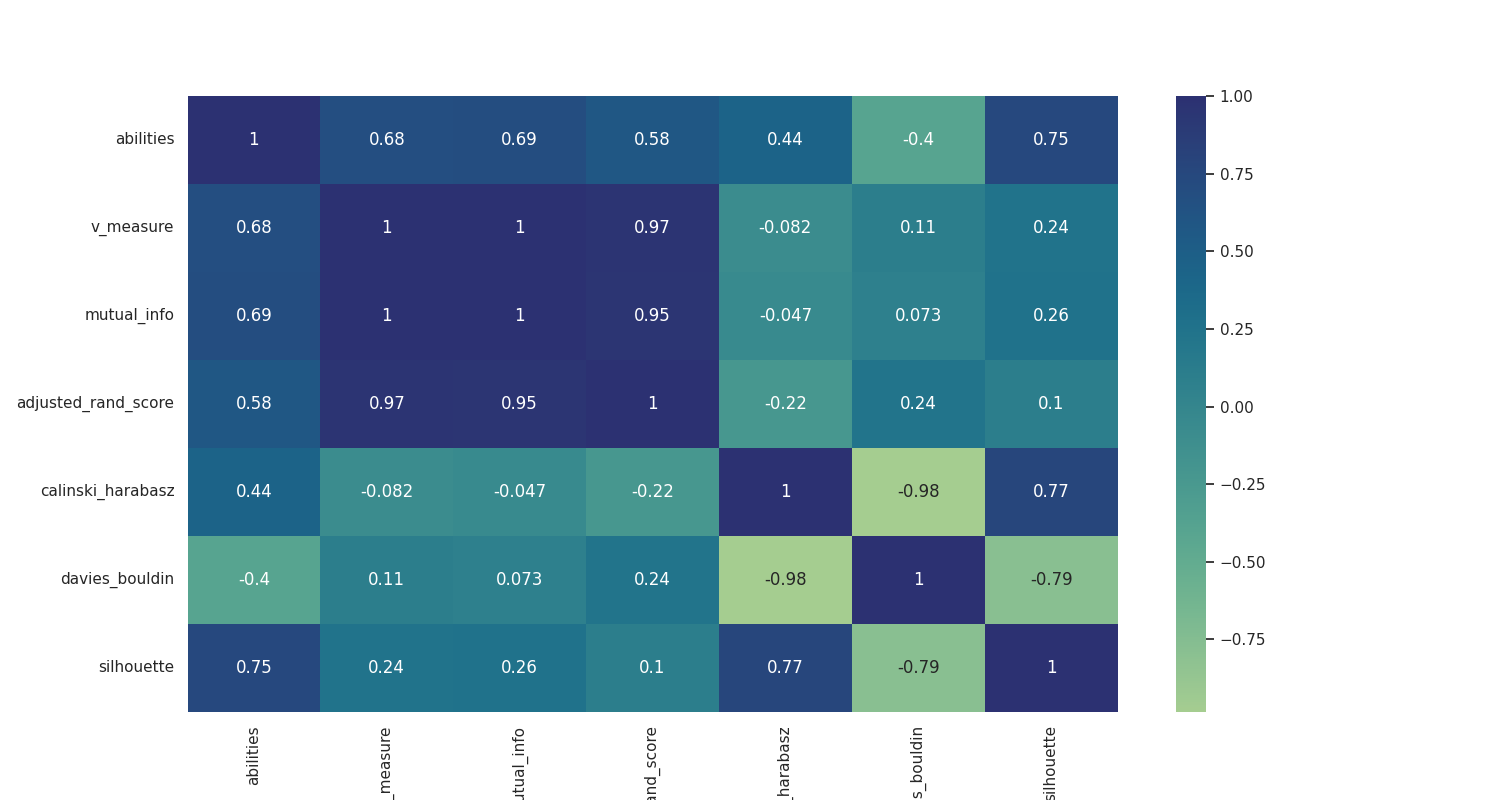 abilities 1 0.68 0.69 0.58 0.44 -0.4 0.75
v_measure 0.68 1 1 0.97 -0.082 0.11 0.24
mutual_info 0.69 1 1 0.95 -0.047 0.073 0.26
adjusted_rand_score 0.58 0.97 0.95 1 -0.22 0.24 0.1
calinski_harabasz 0.44 -0.082 -0.047 -0.22 1 -0.98 0.77
davies_bouldin -0.4 0.11 0.073 0.24 -0.98 1 -0.79
silhouette 0.75 0.24 0.26 0.1 0.77 -0.79 1
abilities
_measure
utual_info
and_score
_harabasz
s_bouldin
silhouette
1.00
0.75
0.50
0.25
0.00
−0.25
−0.50
−0.75